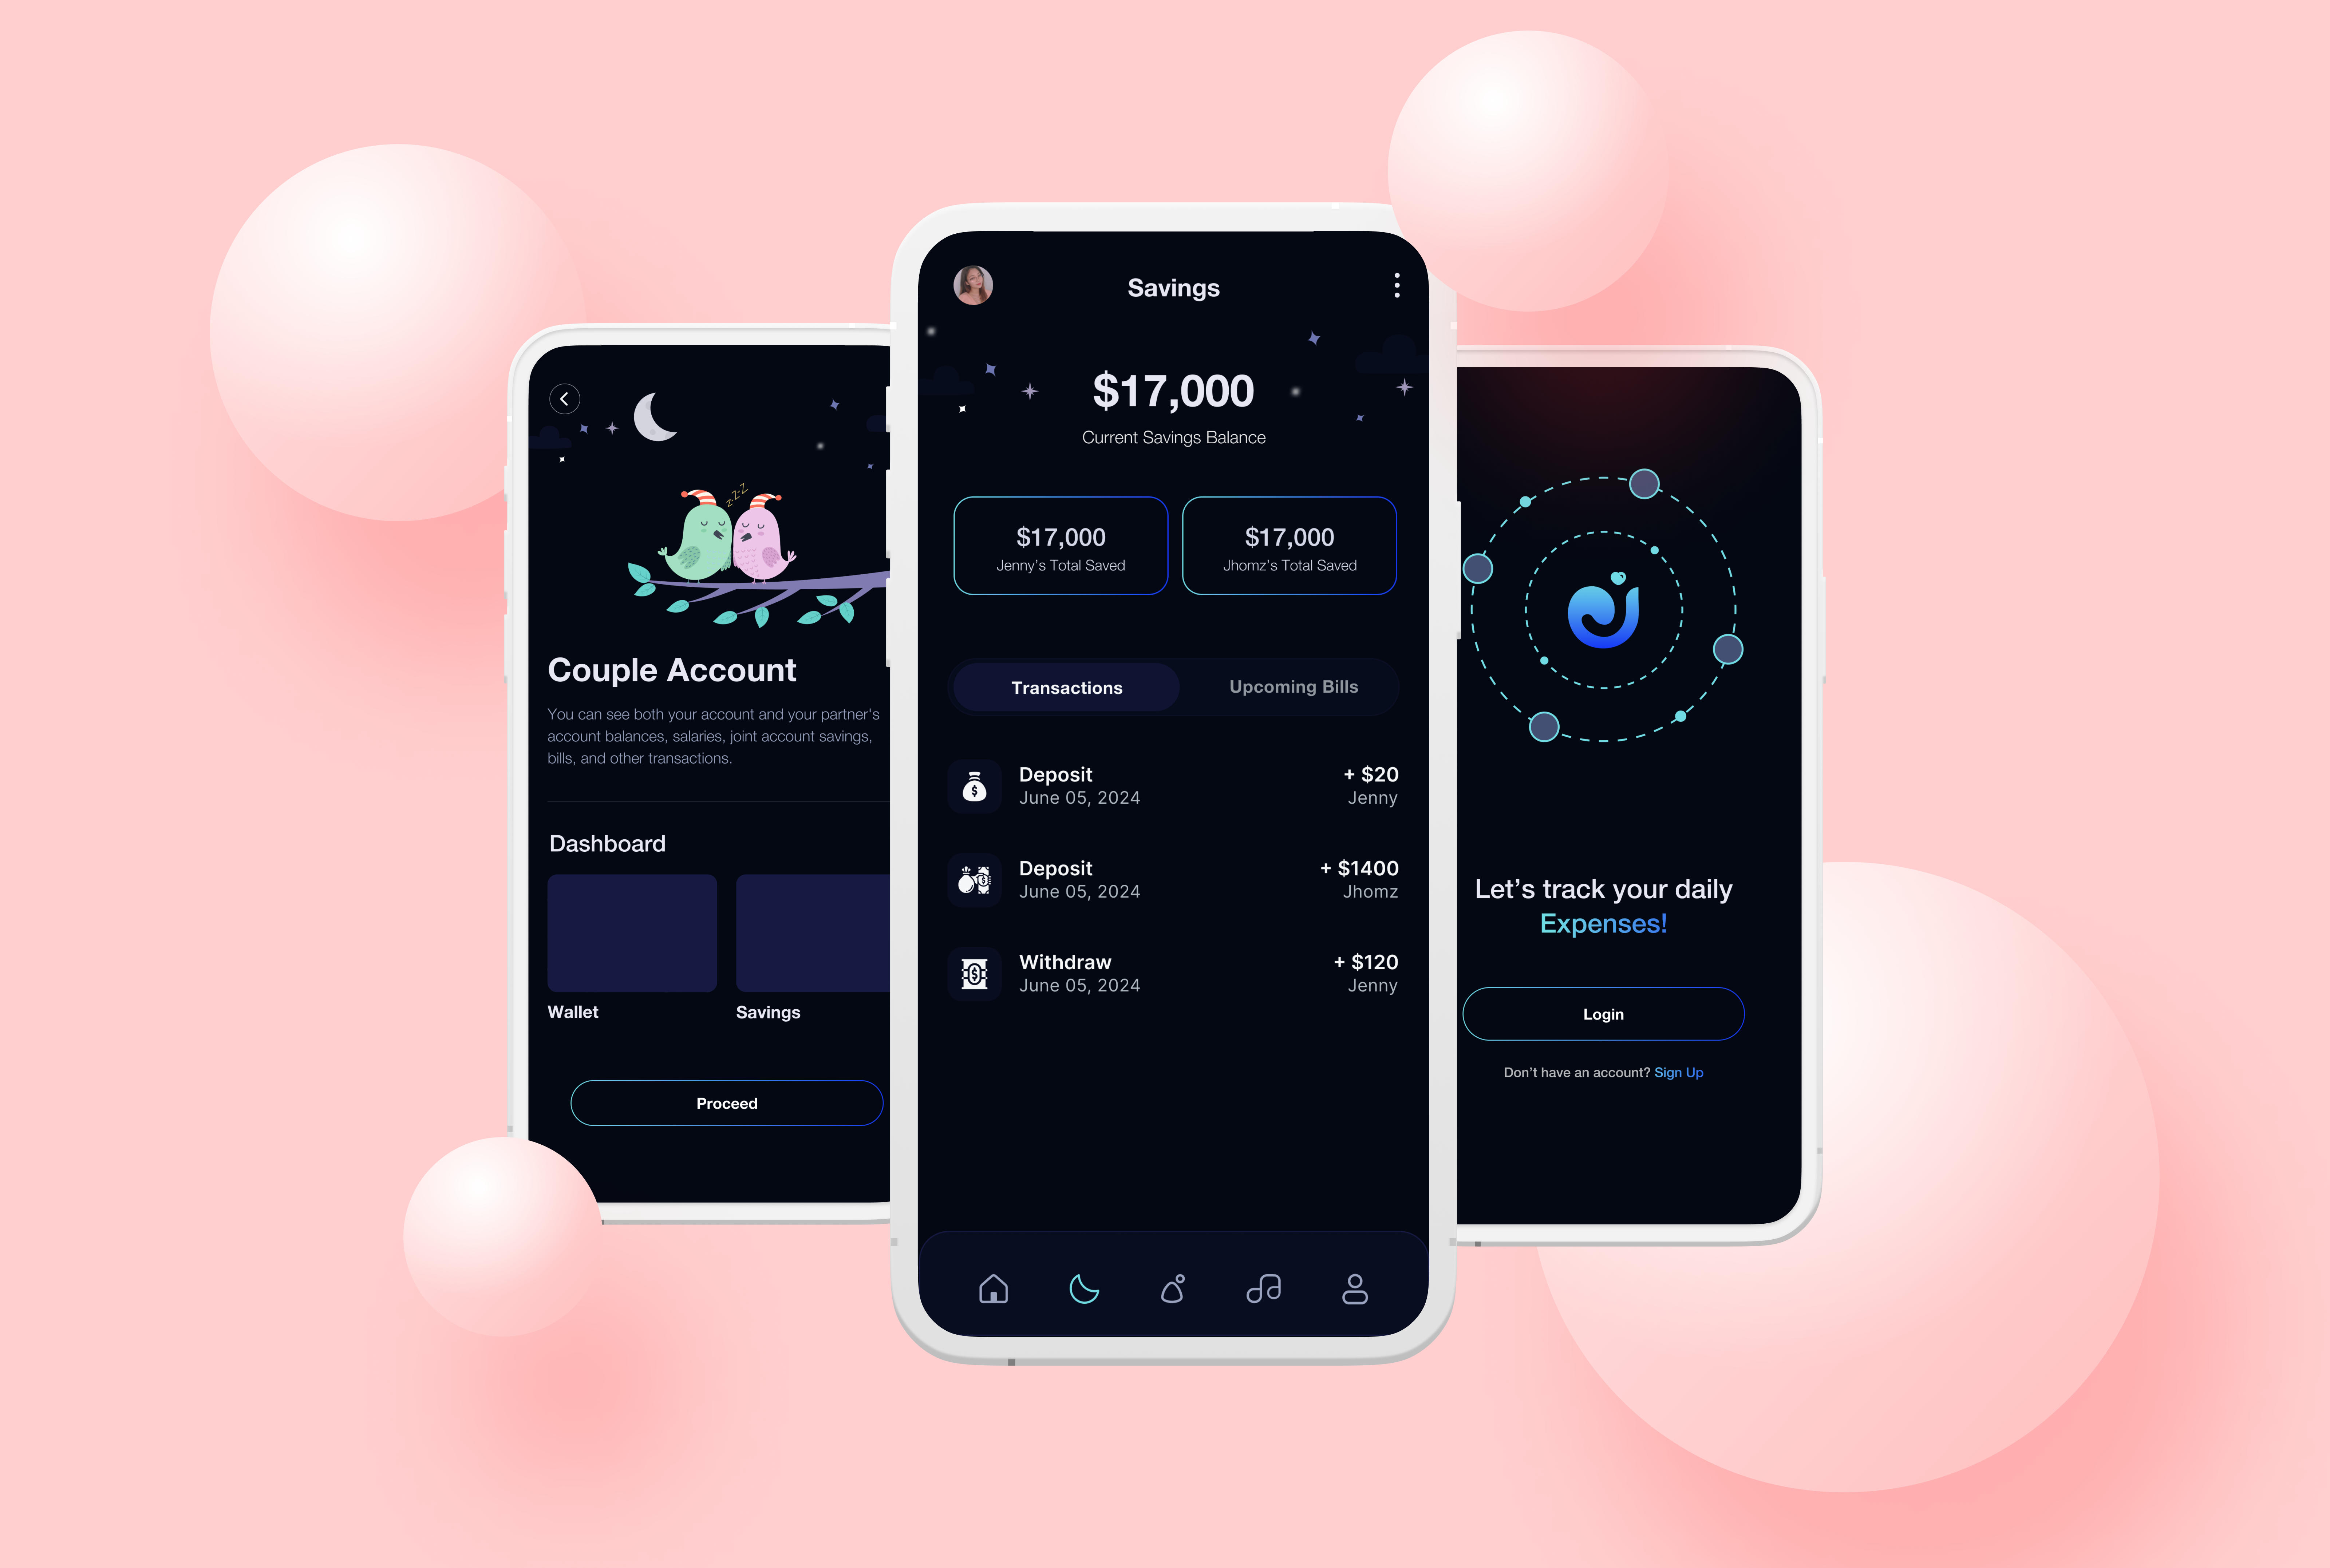 zZZ
Couple Account
You can see both your account and your partner's
account balances, salaries, joint account savings,
bills, and other transactions.
Dashboard
Wallet
Savings
Proceed
Savings
$17,000
Current Savings Balance
$17,000
Jenny's Total Saved
$17,000
Jhomz's Total Saved
Transactions
Upcoming Bills
Deposit
+ $20
June 05, 2024
Jenny
Deposit
+ $1400
June 05, 2024
Jhomz
Withdraw
+ $120
June 05, 2024
Jenny
Let's track your daily
Expenses!
Login
Don't have an account? Sign Up